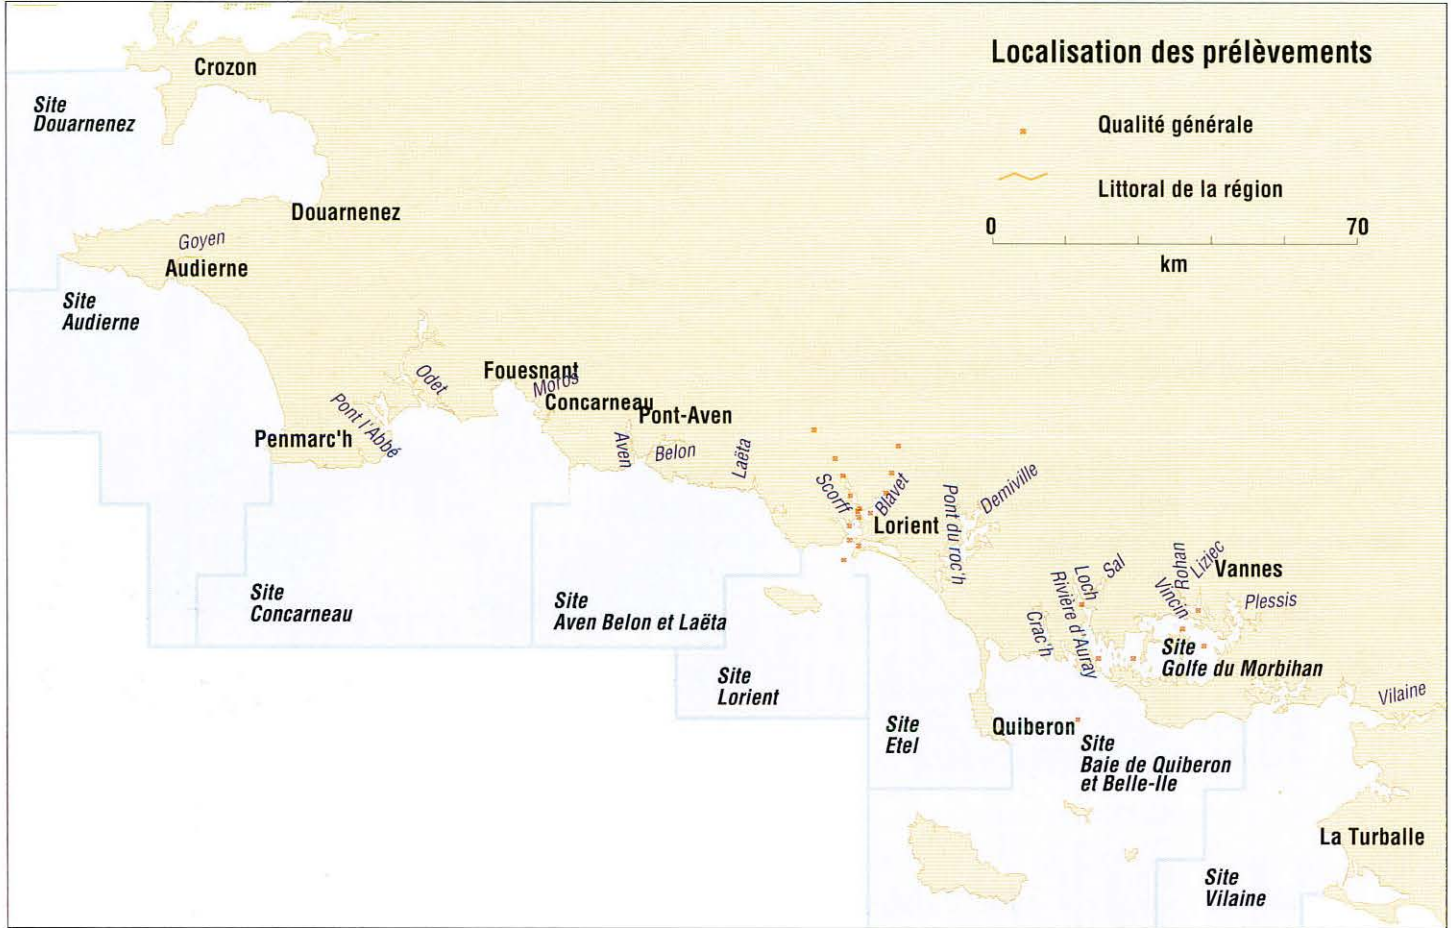 Localisation des prélèvements
Qualité générale
Littoral de la région
0 70
km
Crozon
Site
Douarnenez
Douarnenez
Goyen
Audierne
Site
Audierne
Odet
Fouesnant
Moros
Concarneau
Pont-Aven
Pont l'Abbé
Penmarc'h
Aven
Belon
Laëta
Scorff
Blavet
Lorient
Pont du roc'h
Demiville
Site
Concarneau
Site
Aven Belon et Laëta
Crac'h
Rivière d'Auray
Loch
Sal
Vincin
Rohan
Liziec
Vannes
Plessis
Site
Golfe du Morbihan
Site
Lorient
Vilaine
Site
Etel
Quiberon
Site
Baie de Quiberon
et Belle-Ile
La Turballe
Site
Vilaine